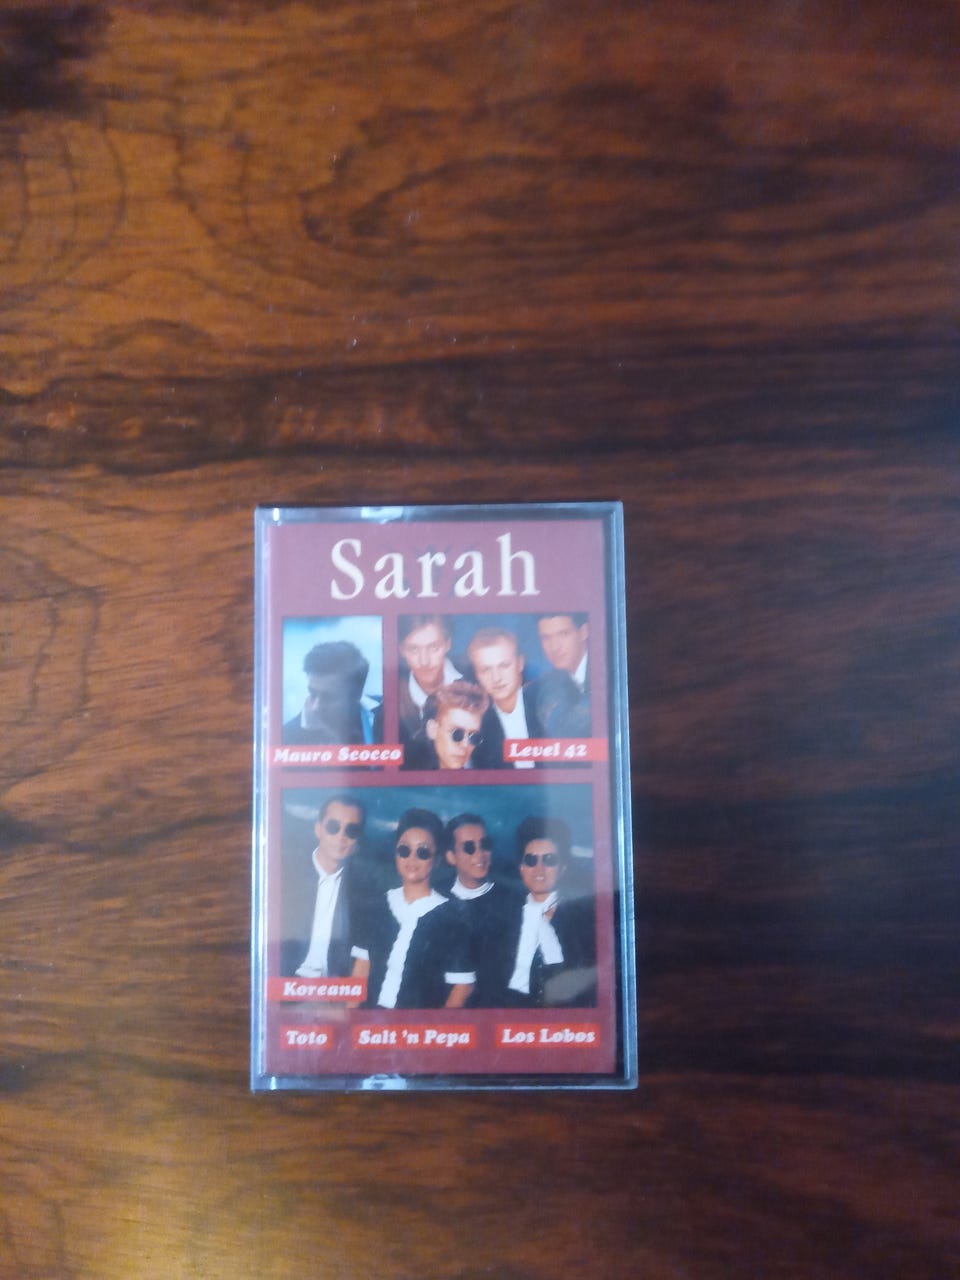 Sarah
Mauro Scocco
Level 42
Koreana
Toto
Salt 'n Pepa
Los Lobos